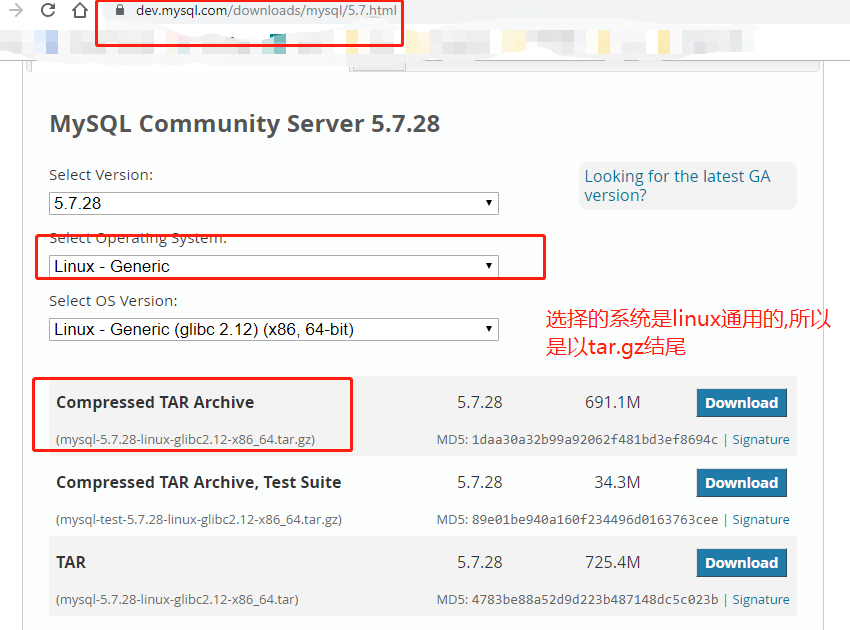 dev.mysql.com/downloads/mysql/5.7.html
MySQL Community Server 5.7.28
Select Version:
5.7.28
Looking for the latest GA
version?
Select Operating System:
Linux - Generic
Select OS Version:
Linux - Generic (glibc 2.12) (x86, 64-bit)
选择的系统是linux通用的,所以
是以tar.gz结尾
Compressed TAR Archive 5.7.28 691.1M Download
(mysql-5.7.28-linux-glibc2.12-x86_64.tar.gz) MD5: 1daa30a32b99a92062f481bd3ef8694c | Signature
Compressed TAR Archive, Test Suite 5.7.28 34.3M Download
(mysql-test-5.7.28-linux-glibc2.12-x86_64.tar.gz) MD5: 89e01be940a160f234496d0163763cee | Signature
TAR 5.7.28 725.4M Download
(mysql-5.7.28-linux-glibc2.12-x86_64.tar) MD5: 4783be88a52d9d223b487148dc5c023b | Signature